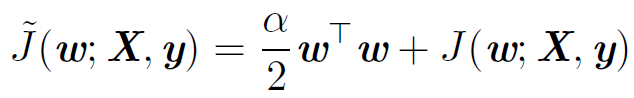 J̃(w; X, y) = α/2 w⊤w + J(w; X, y)